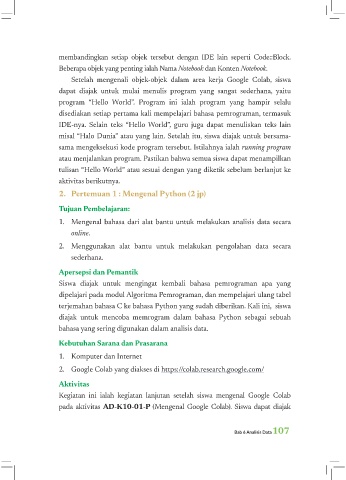 membandingkan setiap objek tersebut dengan IDE lain seperti Code:Block.
Beberapa objek yang penting ialah Nama Notebook dan Konten Notebook.
Setelah mengenali objek-objek dalam area kerja Google Colab, siswa
dapat diajak untuk mulai menulis program yang sangat sederhana, yaitu
program “Hello World”. Program ini ialah program yang hampir selalu
disediakan setiap pertama kali mempelajari bahasa pemrograman, termasuk
IDE-nya. Selain teks “Hello World”, guru juga dapat menuliskan teks lain
misal “Halo Dunia” atau yang lain. Setelah itu, siswa diajak untuk bersama-
sama mengeksekusi kode program tersebut. Istilahnya ialah running program
atau menjalankan program. Pastikan bahwa semua siswa dapat menampilkan
tulisan “Hello World” atau sesuai dengan yang diketik sebelum berlanjut ke
aktivitas berikutnya.
2. Pertemuan 1 : Mengenal Python (2 jp)
Tujuan Pembelajaran:
1. Mengenal bahasa dari alat bantu untuk melakukan analisis data secara
online.
2. Menggunakan alat bantu untuk melakukan pengolahan data secara
sederhana.
Apersepsi dan Pemantik
Siswa diajak untuk mengingat kembali bahasa pemrograman apa yang
dipelajari pada modul Algoritma Pemrograman, dan mempelajari ulang tabel
terjemahan bahasa C ke bahasa Python yang sudah diberikan. Kali ini, siswa
diajak untuk mencoba memrogram dalam bahasa Python sebagai sebuah
bahasa yang sering digunakan dalam analisis data.
Kebutuhan Sarana dan Prasarana
1. Komputer dan Internet
2. Google Colab yang diakses di https://colab.research.google.com/
Aktivitas
Kegiatan ini ialah kegiatan lanjutan setelah siswa mengenal Google Colab
pada aktivitas AD-K10-01-P (Mengenal Google Colab). Siswa dapat diajak
Bab 6 Analisis Data 107